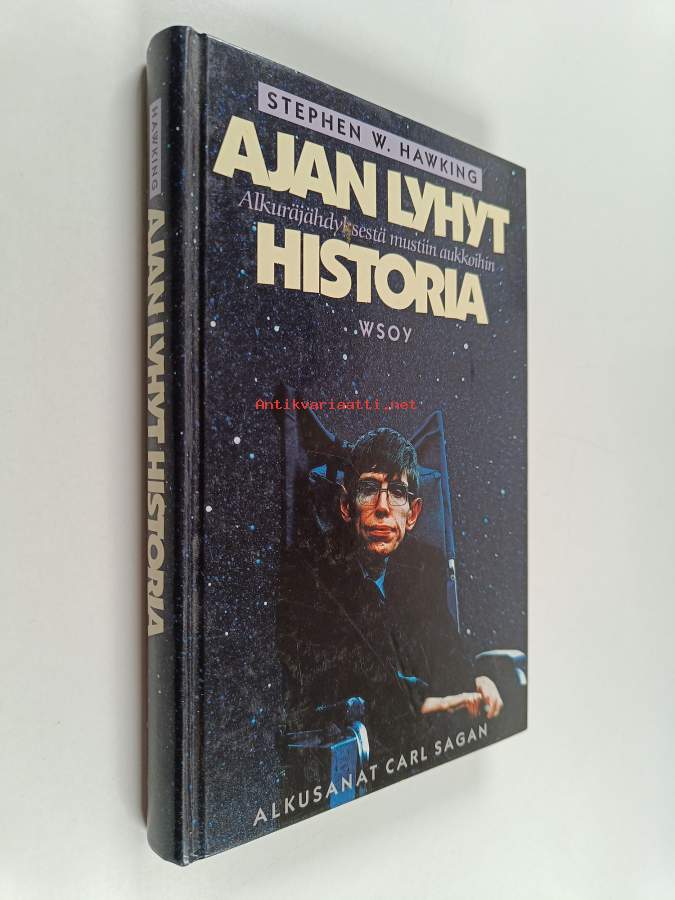 HAWKING
AJAN LYHYT HISTORIA
STEPHEN W. HAWKING
AJAN LYHYT
Alkuräjähdyksestä mustiin aukkoihin
HISTORIA
WSOY
Antikvariaatti.net
ALKUSANAT CARL SAGAN